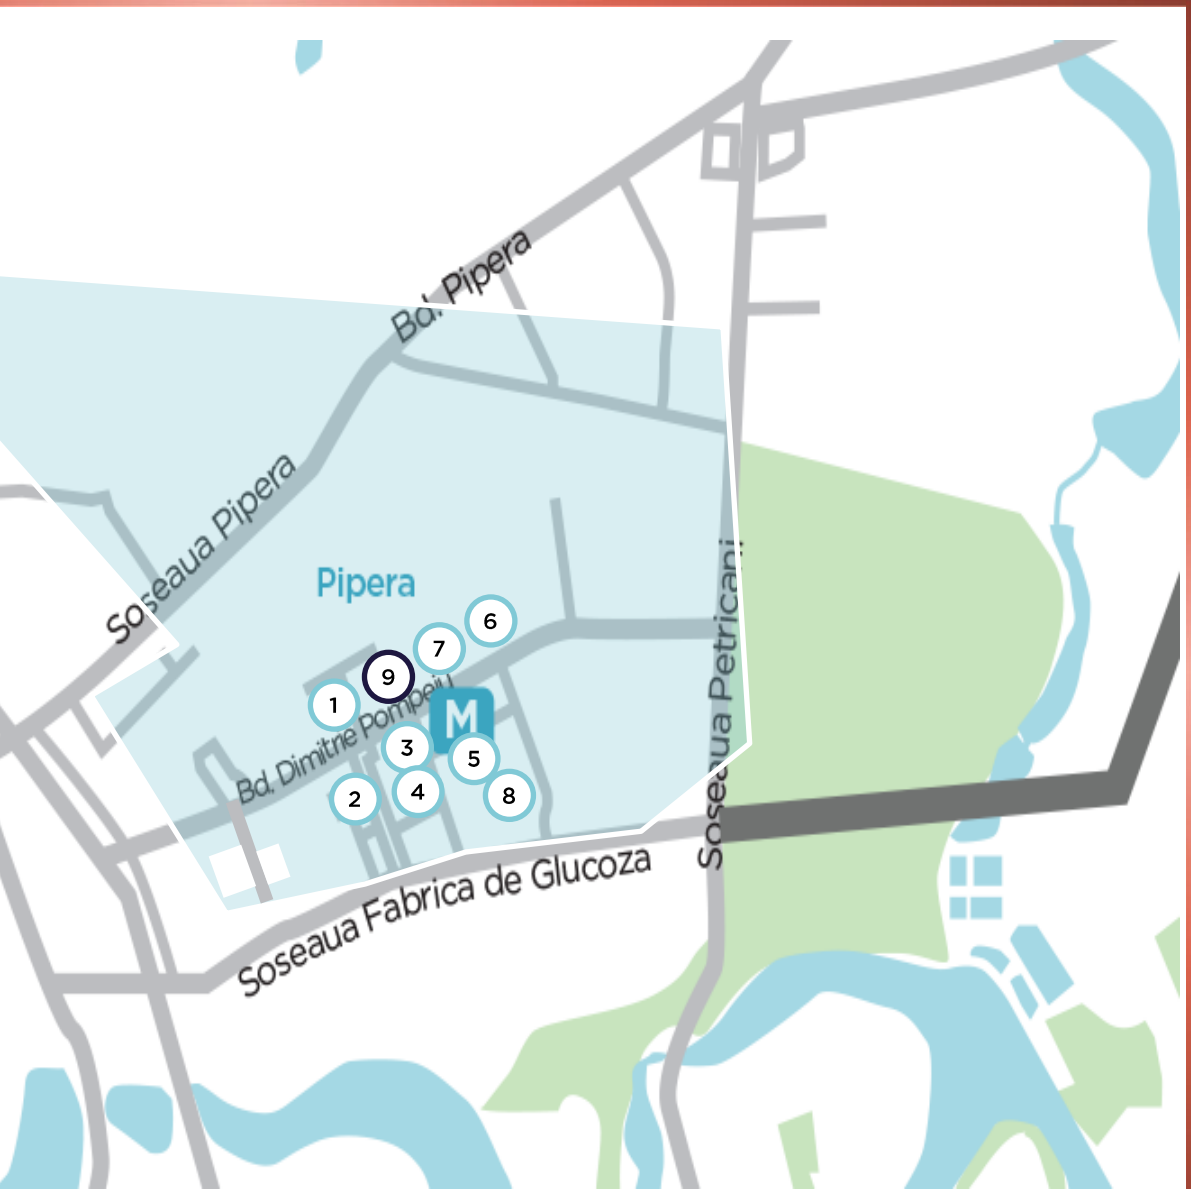 Bd. Pipera
Soseaua Pipera
Pipera
6
7
9
1
Bd. Dimitrie Pompeiu
M
3
5
2
4
8
Soseaua Petricani
Soseaua Fabrica de Glucoza